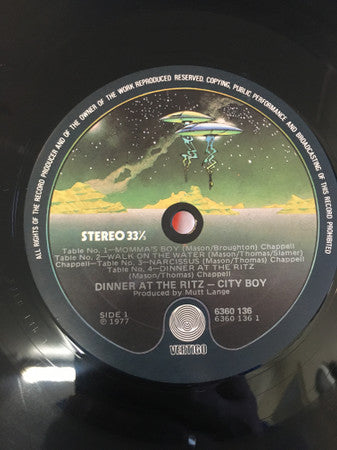 ALL RIGHTS OF THE RECORD PRODUCER AND OF THE OWNER OF THE WORK REPRODUCED RESERVED. COPYING, PUBLIC PERFORMANCE AND BROADCASTING OF THIS RECORD PROHIBITED
STEREO 33⅓
Table No. 1—MOMMA'S BOY (Mason/Broughton) Chappell
Table No. 2—WALK ON THE WATER (Mason/Thomas/Slamer)
Chappell—Table No. 3—NARCISSUS (Mason/Thomas) Chappell
Table No. 4—DINNER AT THE RITZ
(Mason/Thomas) Chappell
DINNER AT THE RITZ — CITY BOY
Produced by Mutt Lange
SIDE 1
℗ 1977
6360 136
6360 136 1
VERTIGO